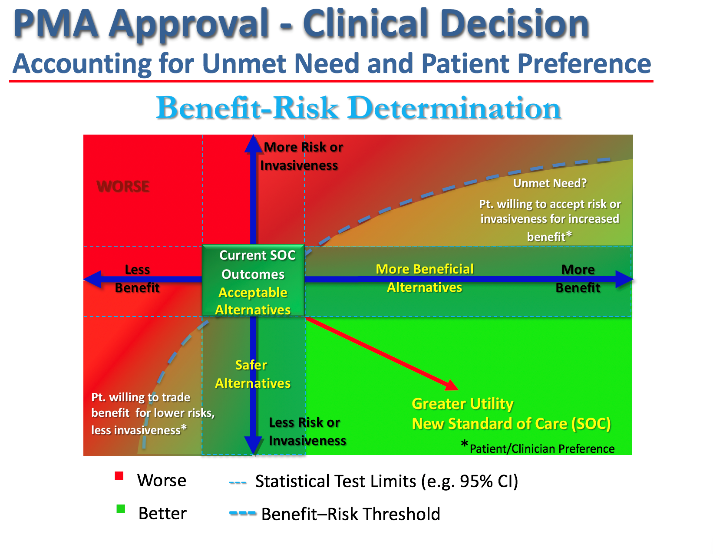 PMA Approval - Clinical Decision
Accounting for Unmet Need and Patient Preference
Benefit-Risk Determination
More Risk or
Invasiveness
WORSE
Unmet Need?
Pt. willing to accept risk or
invasiveness for increased
benefit*
Current SOC
Outcomes
Acceptable
Alternatives
Less
Benefit
More Beneficial
Alternatives
More
Benefit
Safer
Alternatives
Pt. willing to trade
benefit for lower risks,
less invasiveness*
Less Risk or
Invasiveness
Greater Utility
New Standard of Care (SOC)
*Patient/Clinician Preference
Worse
--- Statistical Test Limits (e.g. 95% CI)
Better
--- Benefit–Risk Threshold